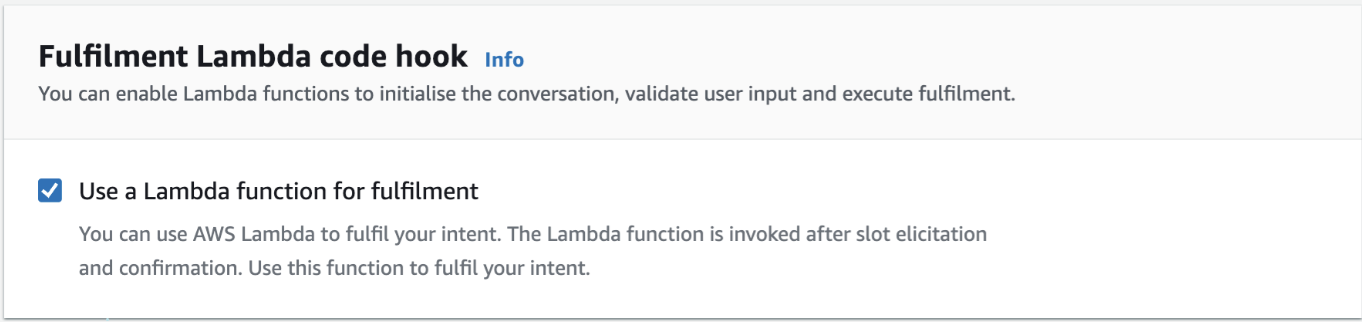 Fulfilment Lambda code hook Info
You can enable Lambda functions to initialise the conversation, validate user input and execute fulfilment.
Use a Lambda function for fulfilment
You can use AWS Lambda to fulfil your intent. The Lambda function is invoked after slot elicitation
and confirmation. Use this function to fulfil your intent.